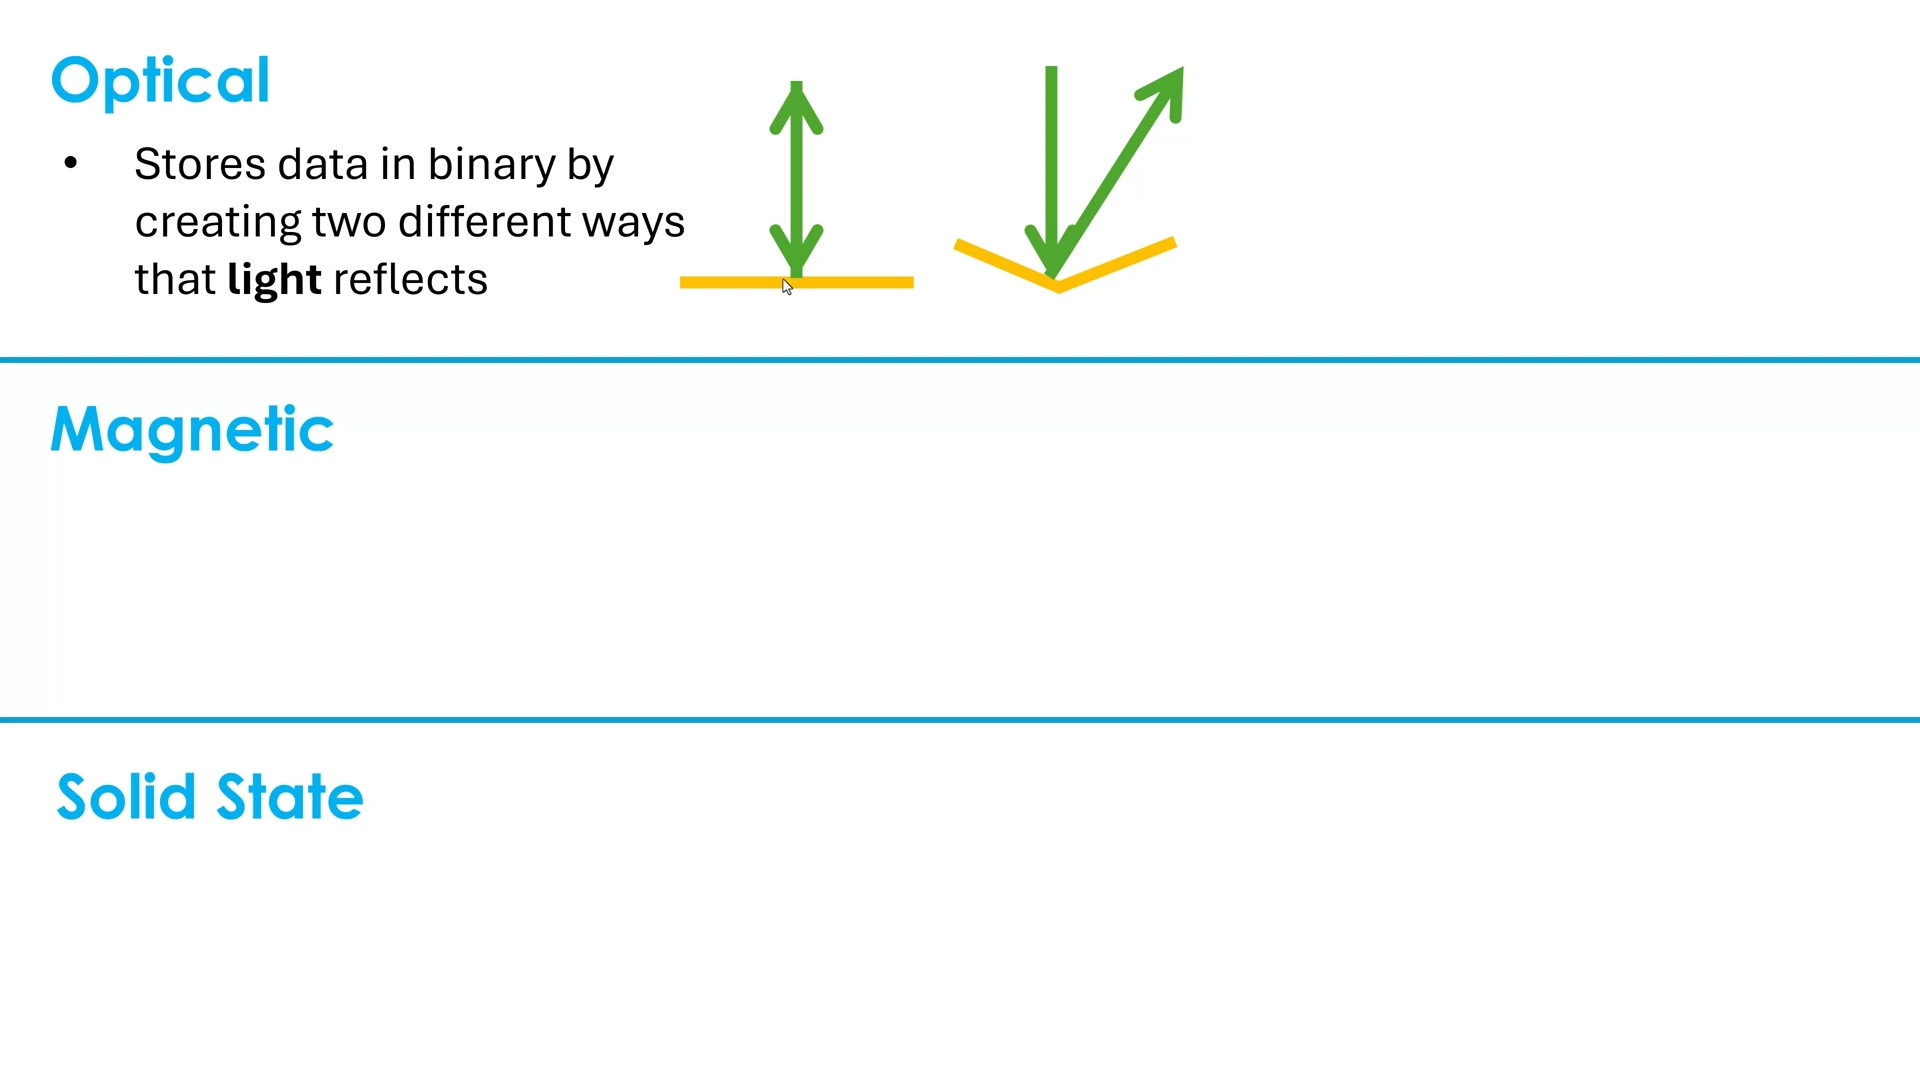 Optical
• Stores data in binary by
creating two different ways
that light reflects
Magnetic
Solid State